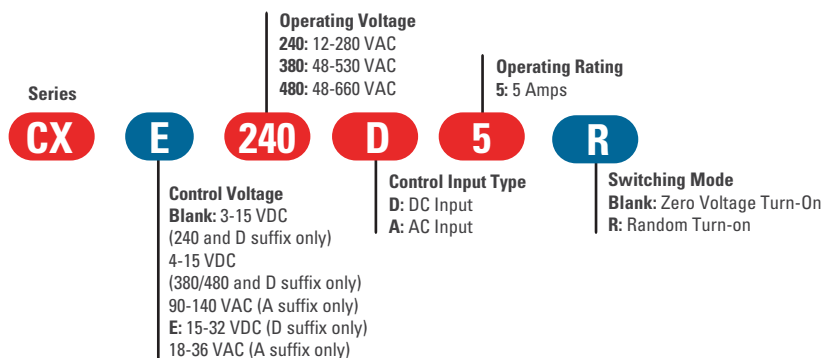 Operating Voltage
240: 12-280 VAC
380: 48-530 VAC
480: 48-660 VAC
Operating Rating
5: 5 Amps
Series
CX E 240 D 5 R
Control Voltage
Blank: 3-15 VDC
(240 and D suffix only)
4-15 VDC
(380/480 and D suffix only)
90-140 VAC (A suffix only)
E: 15-32 VDC (D suffix only)
18-36 VAC (A suffix only)
Control Input Type
D: DC Input
A: AC Input
Switching Mode
Blank: Zero Voltage Turn-On
R: Random Turn-on